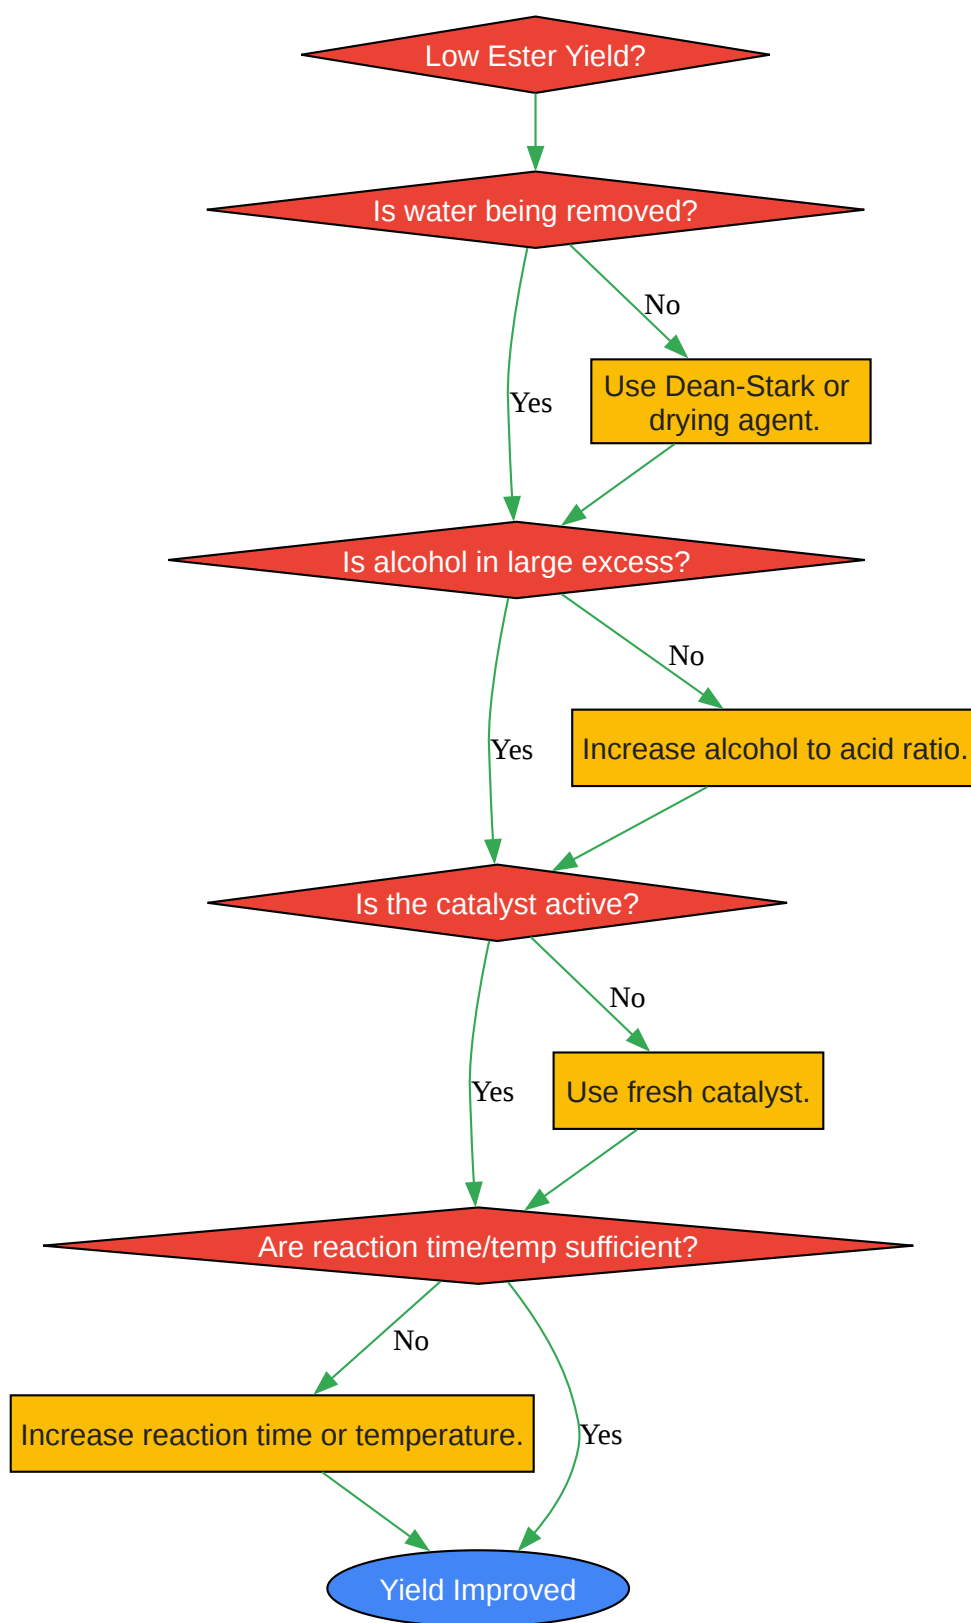 Low Ester Yield?
Is water being removed?
No
Use Dean-Stark or
drying agent.
Yes
Is alcohol in large excess?
No
Increase alcohol to acid ratio.
Yes
Is the catalyst active?
No
Use fresh catalyst.
Yes
Are reaction time/temp sufficient?
No
Increase reaction time or temperature.
Yes
Yield Improved